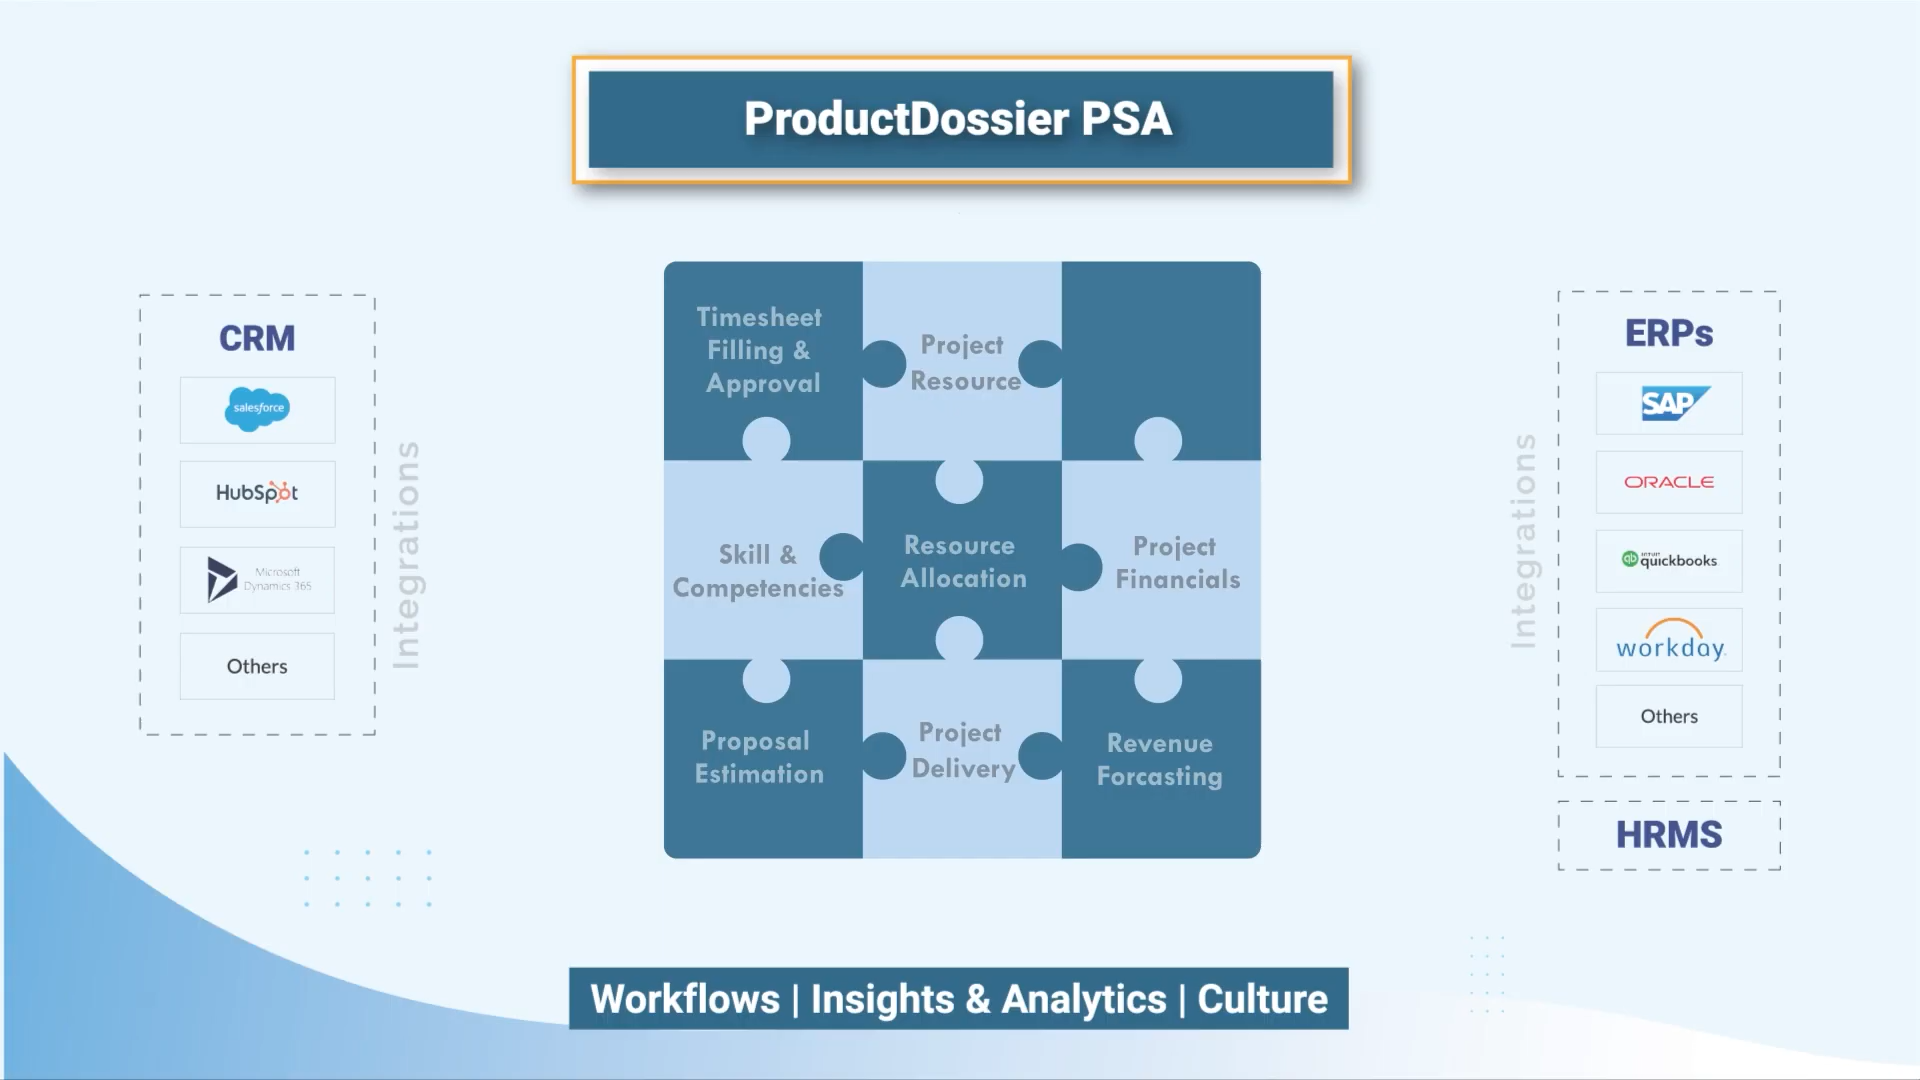 ProductDossier PSA
CRM
salesforce
HubSpot
Microsoft
Dynamics 365
Others
Integrations
Timesheet
Filling &
Approval
Project
Resource
Skill &
Competencies
Resource
Allocation
Project
Financials
Proposal
Estimation
Project
Delivery
Revenue
Forcasting
Integrations
ERPs
SAP
ORACLE
qb INTUIT
quickbooks
workday.
Others
HRMS
Workflows | Insights & Analytics | Culture